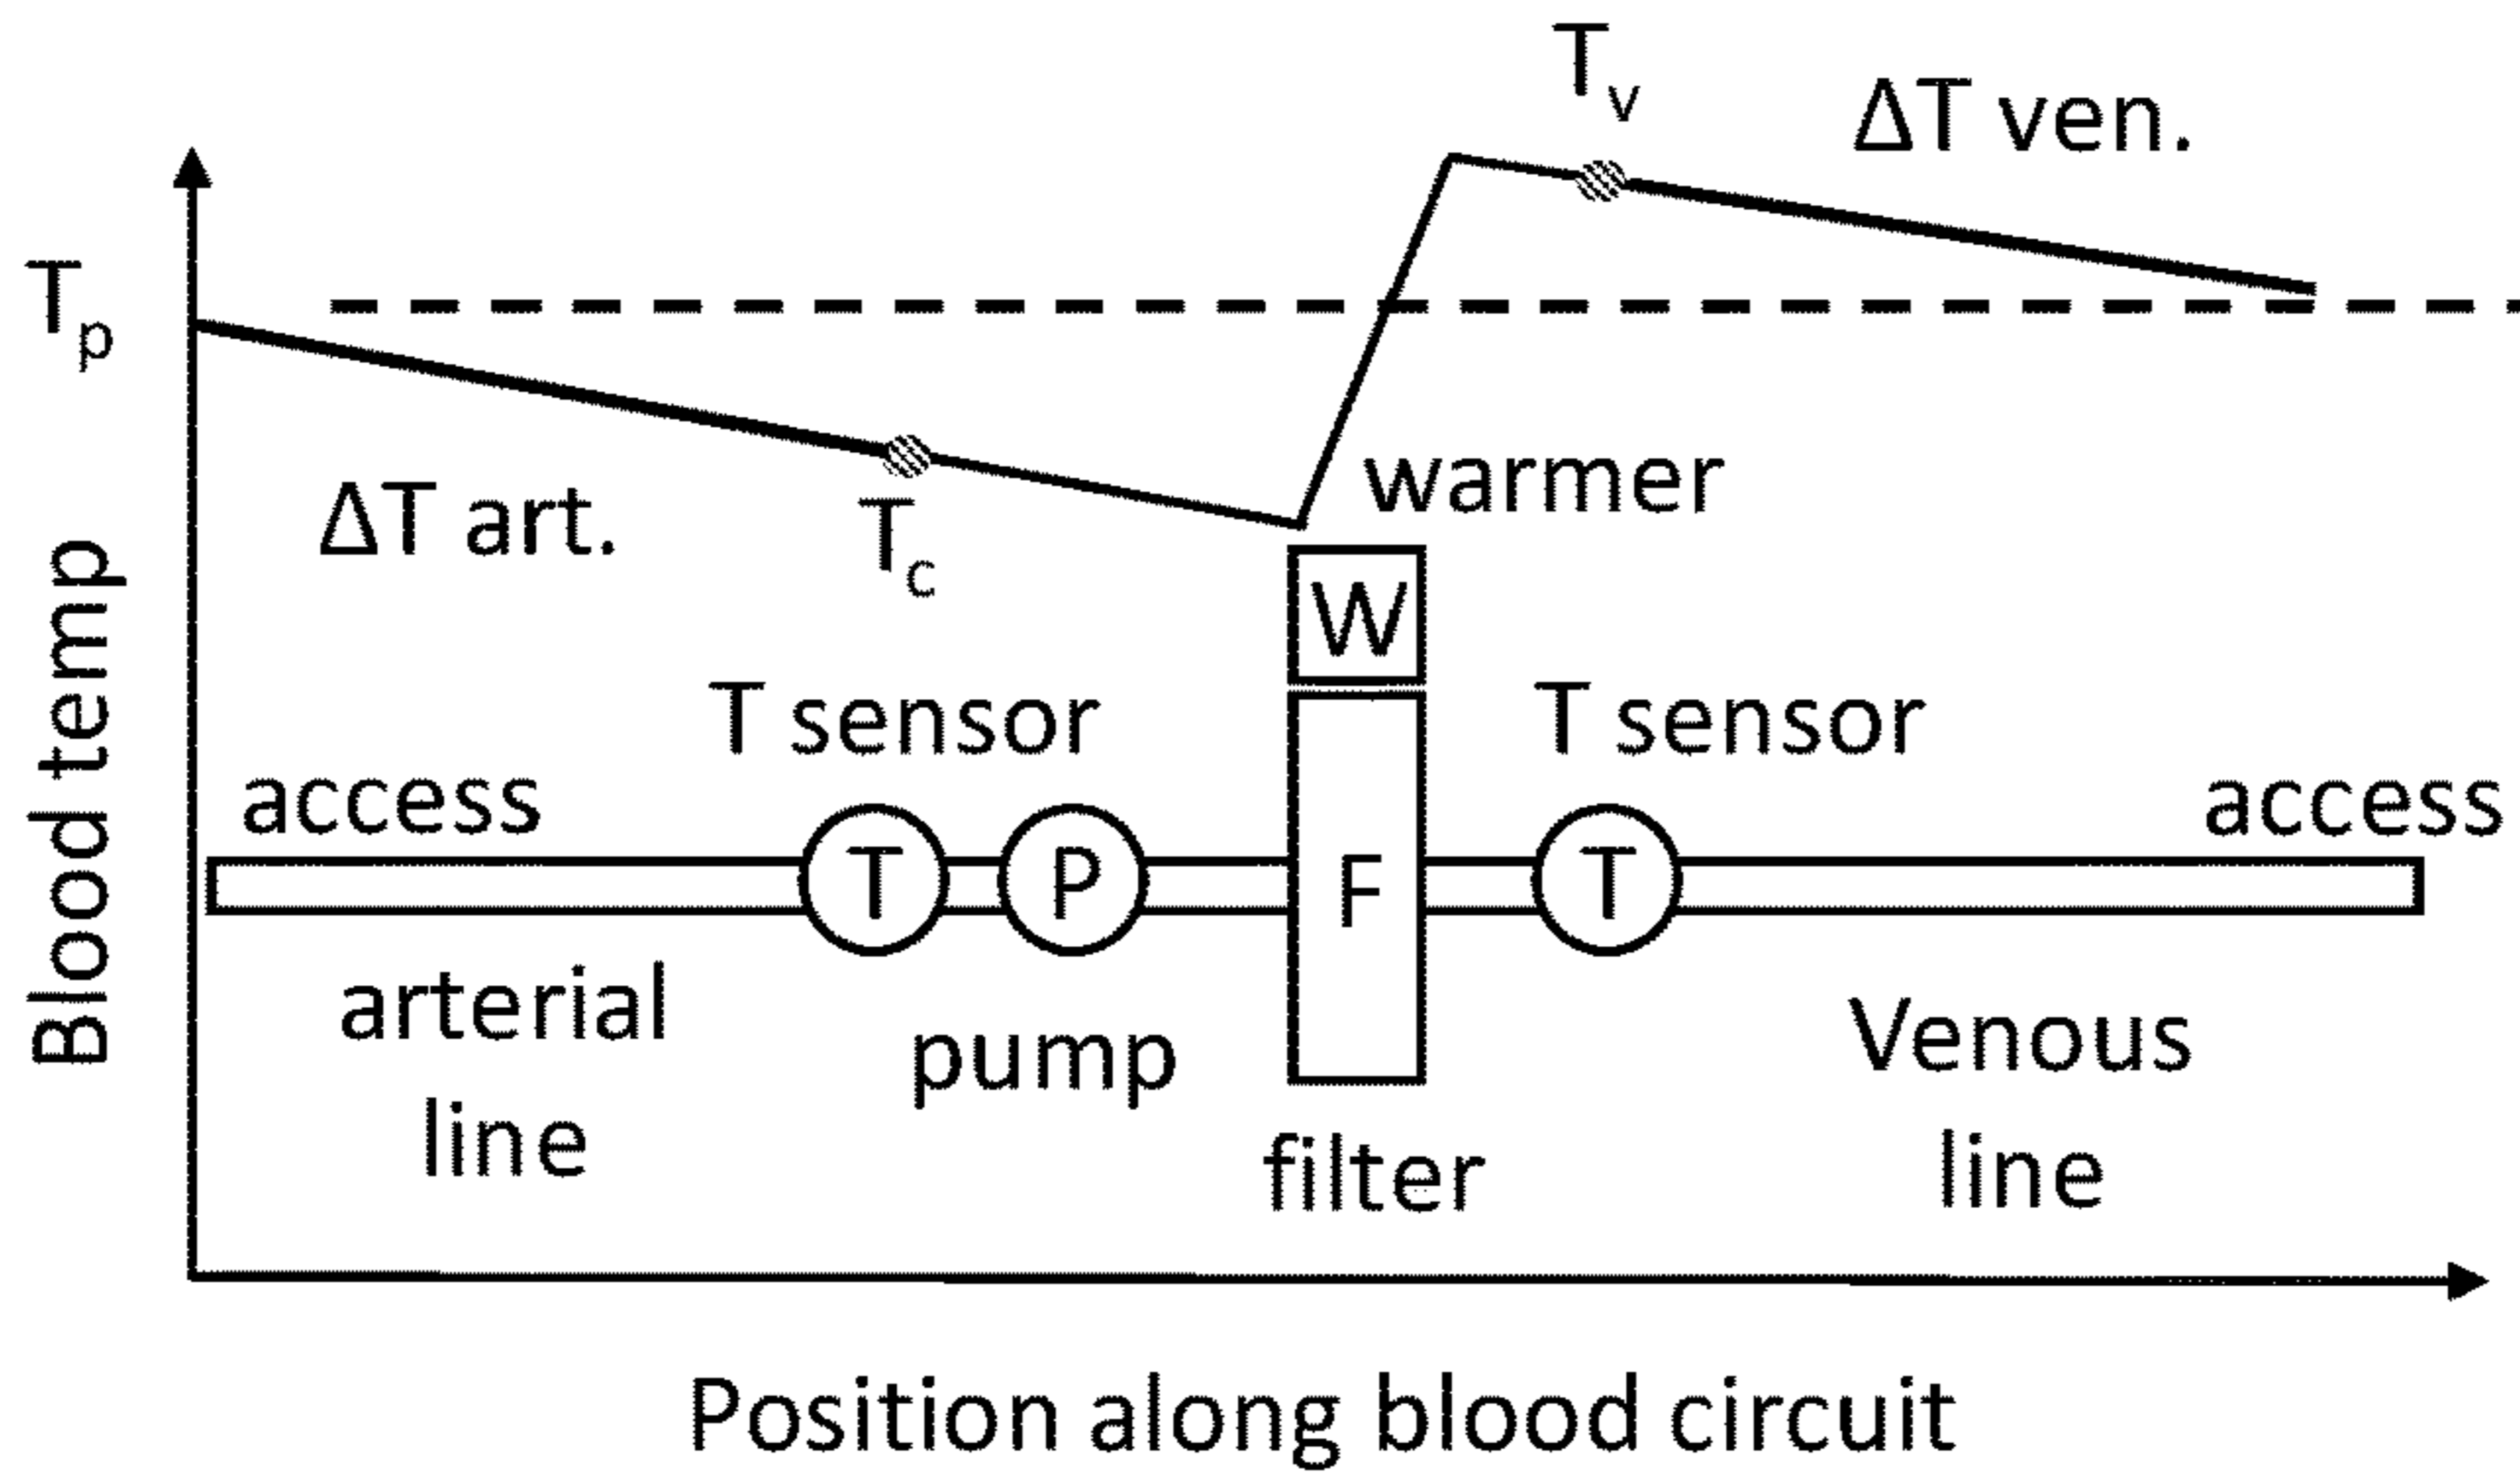 Tv
ΔT ven.
Tp
warmer
ΔT art.
Tc
W
T sensor
T sensor
access
access
T
P
F
T
arterial
line
pump
Venous
line
filter
Blood temp
Position along blood circuit